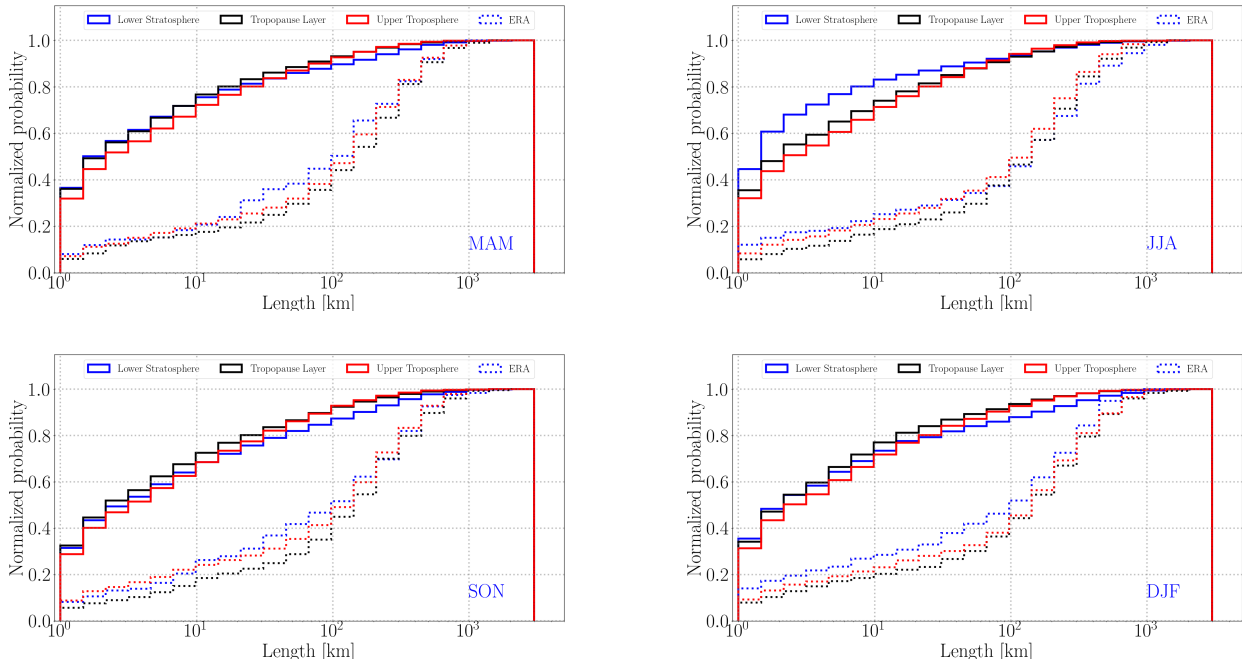 Lower Stratosphere Tropopause Layer Upper Troposphere ERA
1.0
0.8
0.6
0.4
0.2
0.0
Normalized probability
MAM
10^0 10^1 10^2 10^3
Length [km]
Lower Stratosphere Tropopause Layer Upper Troposphere ERA
1.0
0.8
0.6
0.4
0.2
0.0
Normalized probability
JJA
10^0 10^1 10^2 10^3
Length [km]
Lower Stratosphere Tropopause Layer Upper Troposphere ERA
1.0
0.8
0.6
0.4
0.2
0.0
Normalized probability
SON
10^0 10^1 10^2 10^3
Length [km]
Lower Stratosphere Tropopause Layer Upper Troposphere ERA
1.0
0.8
0.6
0.4
0.2
0.0
Normalized probability
DJF
10^0 10^1 10^2 10^3
Length [km]